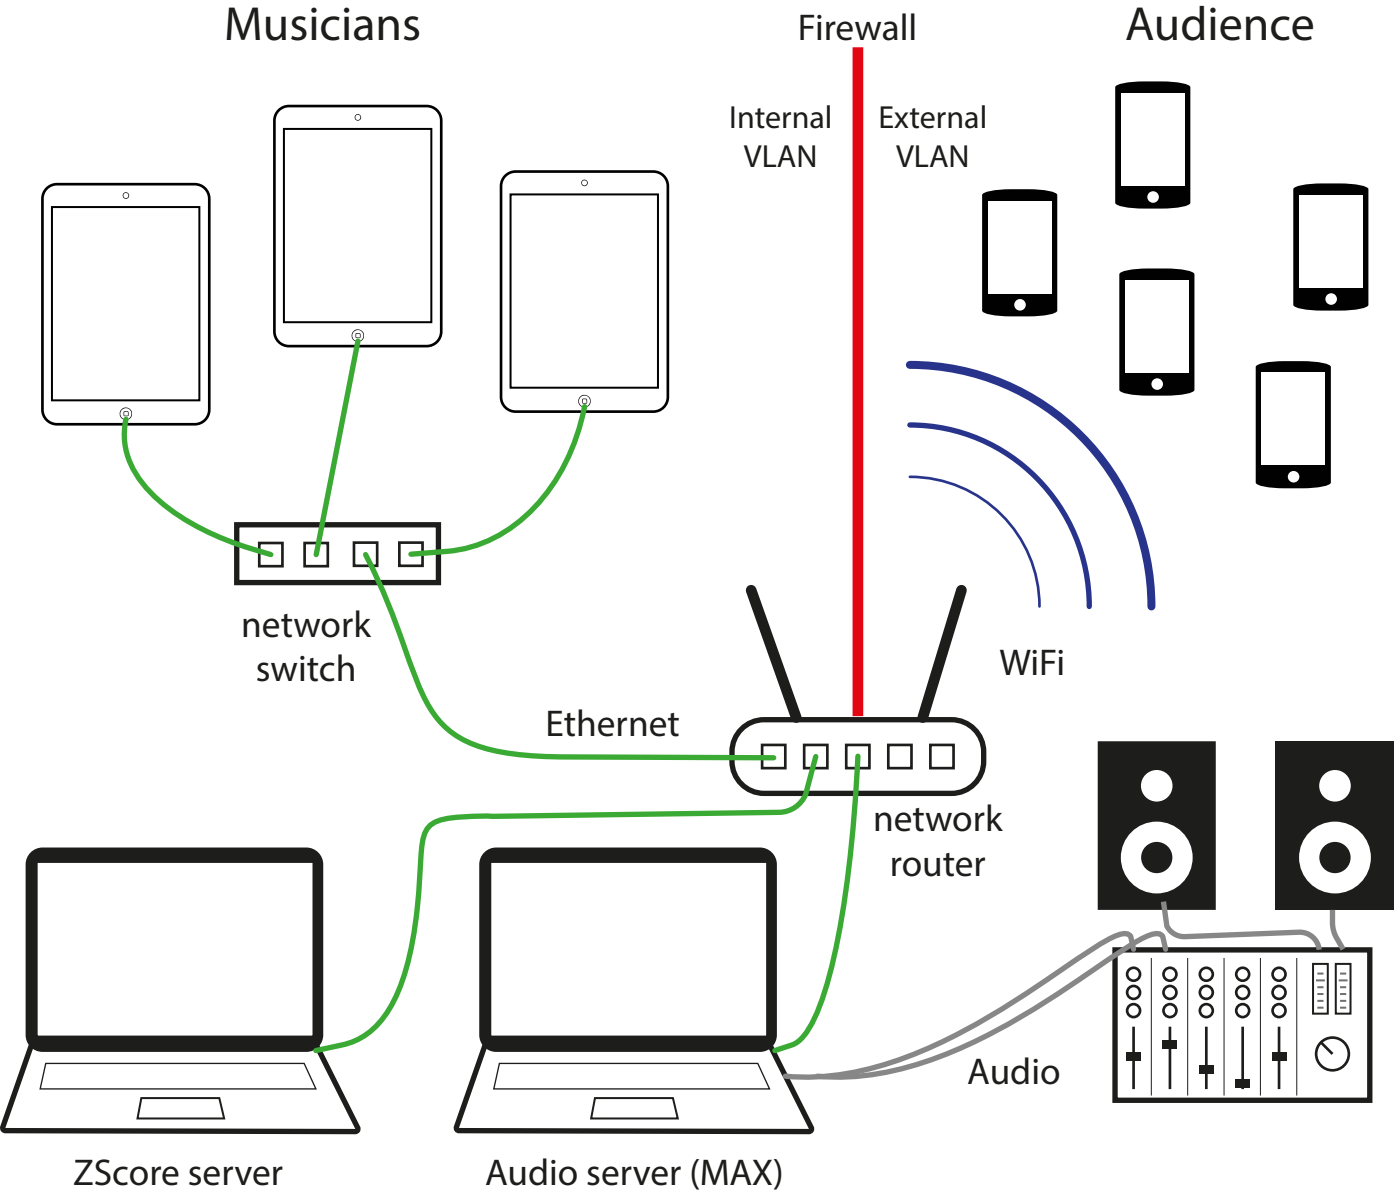 Musicians
Firewall
Audience
Internal
VLAN
External
VLAN
network
switch
WiFi
Ethernet
network
router
Audio
ZScore server
Audio server (MAX)